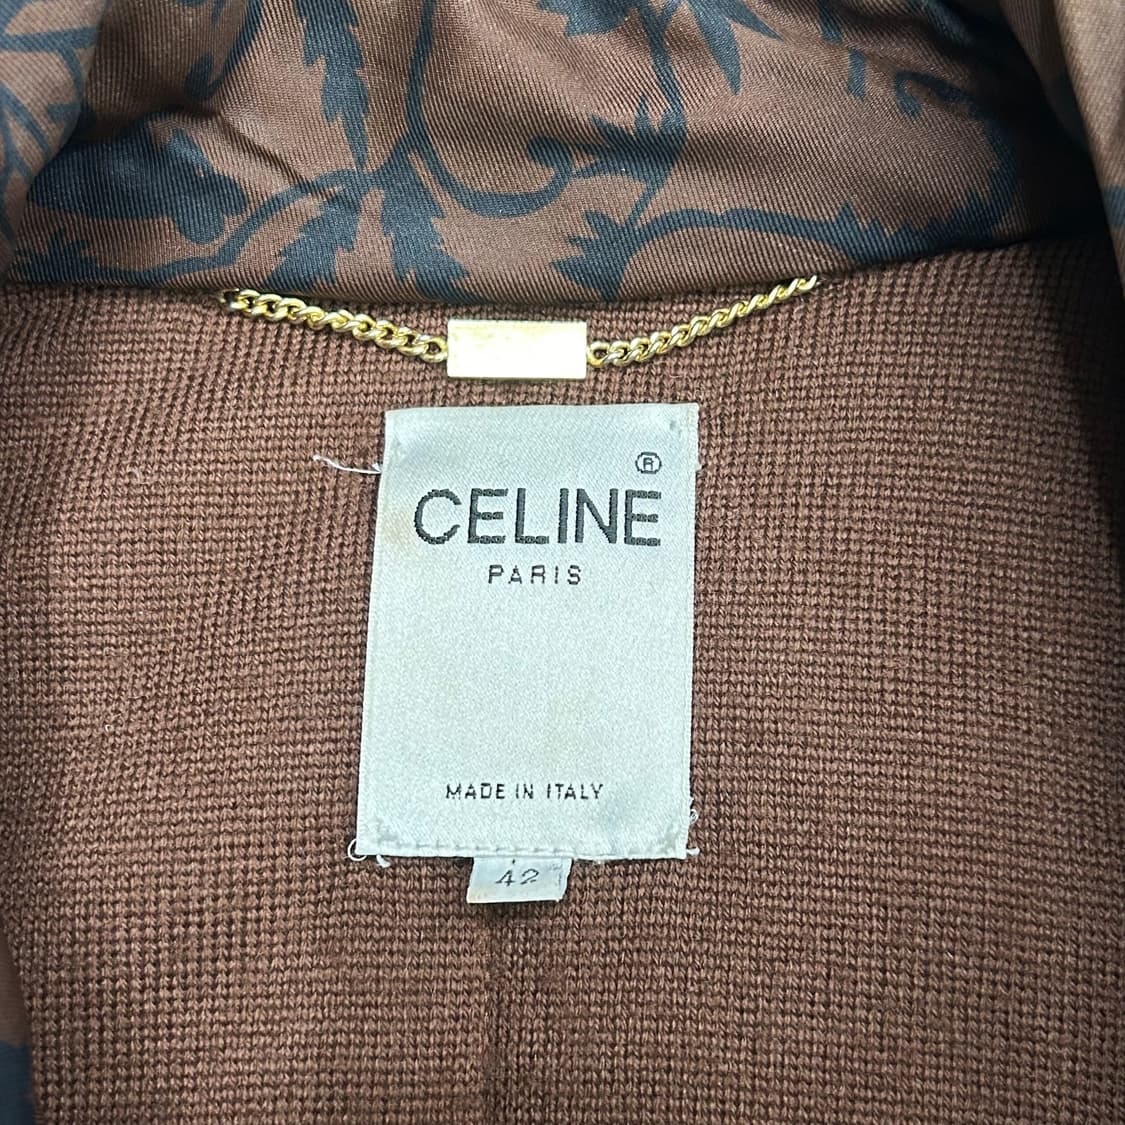 ®
CELINE
PARIS
MADE IN ITALY
42